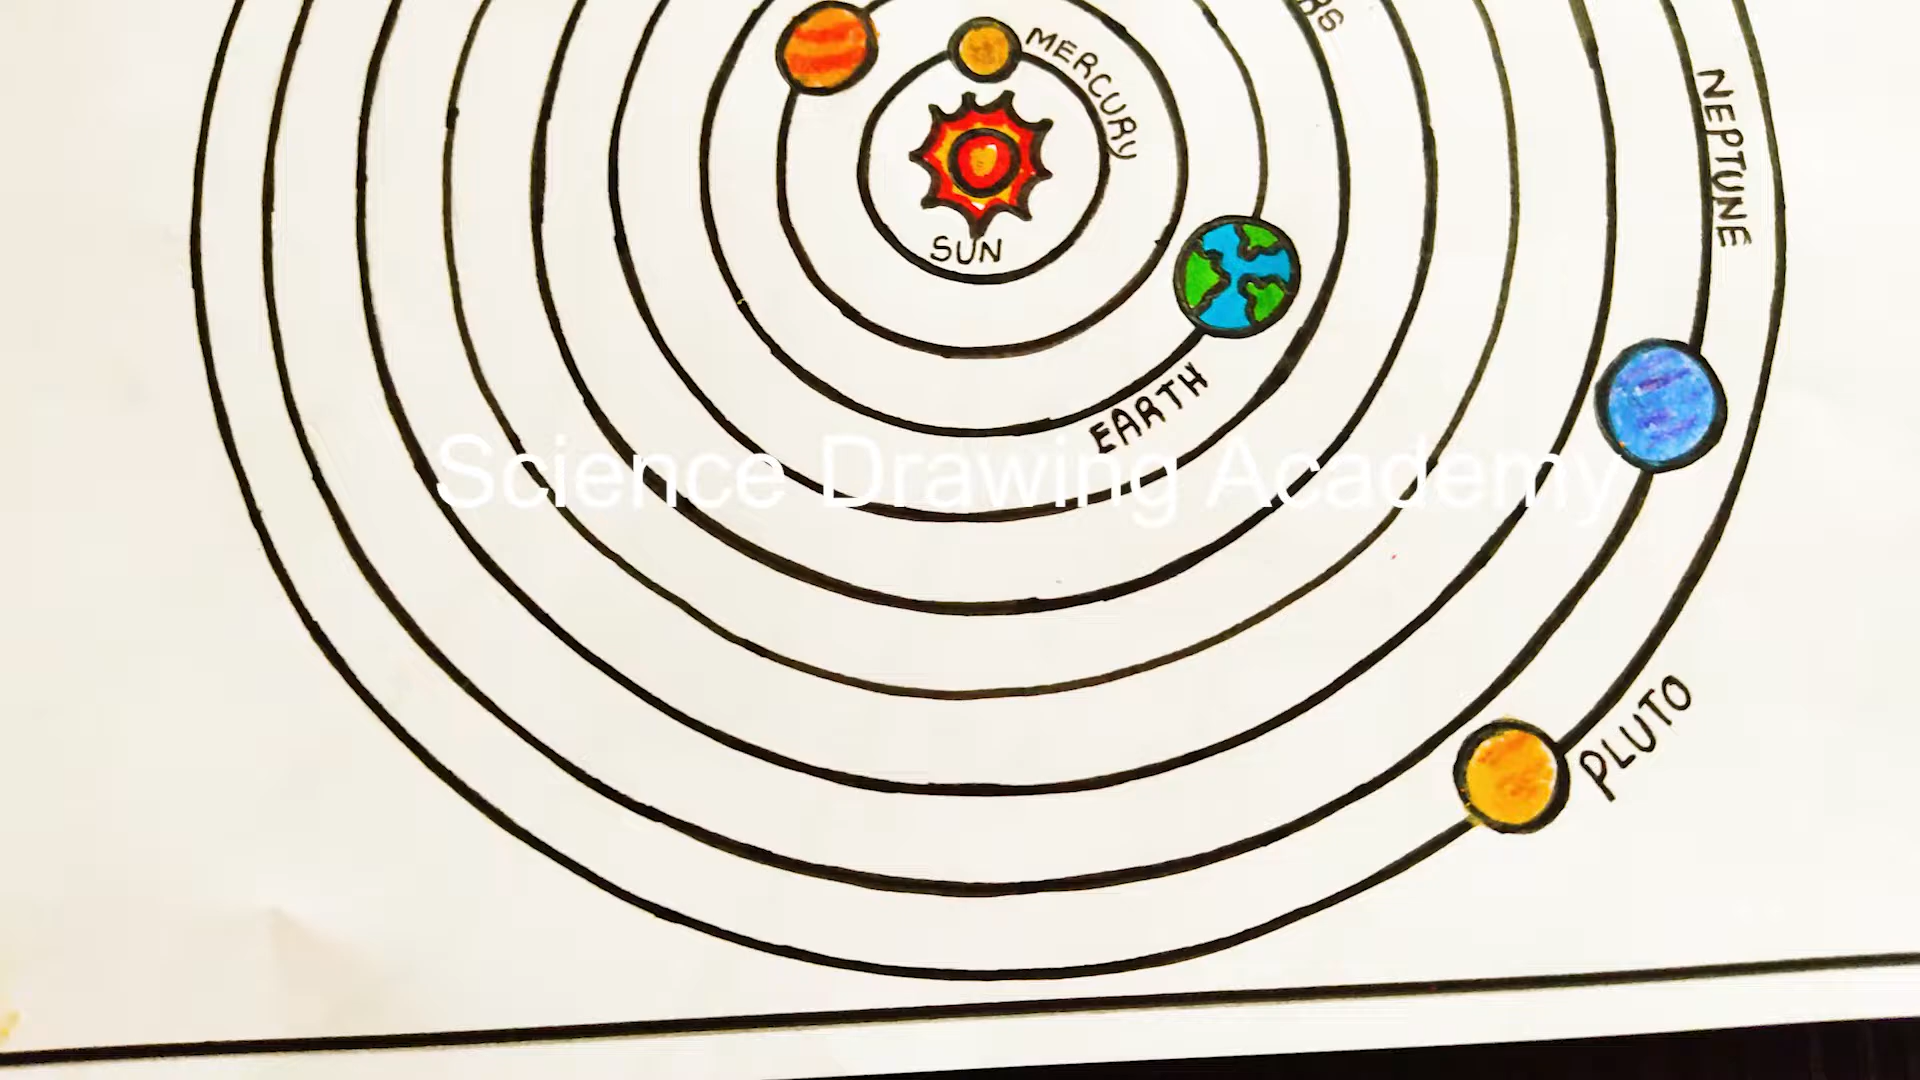 MERCURY
NEPTUNE
SUN
EARTH
Science Drawing Academy
PLUTO